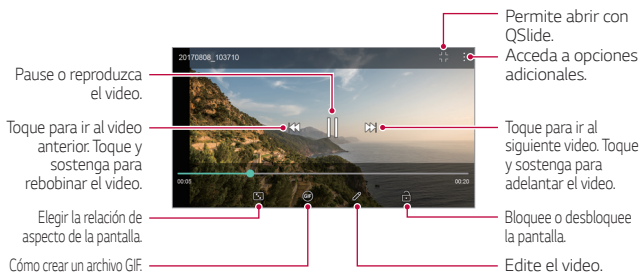 Permite abrir con
QSlide.
Acceda a opciones
adicionales.
20170808_103710
Pause o reproduzca
el video.
Toque para ir al video
anterior. Toque y
sostenga para
rebobinar el video.
Toque para ir al
siguiente video. Toque
y sostenga para
adelantar el video.
00:05
00:20
GIF
Elegir la relación de
aspecto de la pantalla.
Bloquee o desbloquee
la pantalla.
Cómo crear un archivo GIF.
Edite el video.